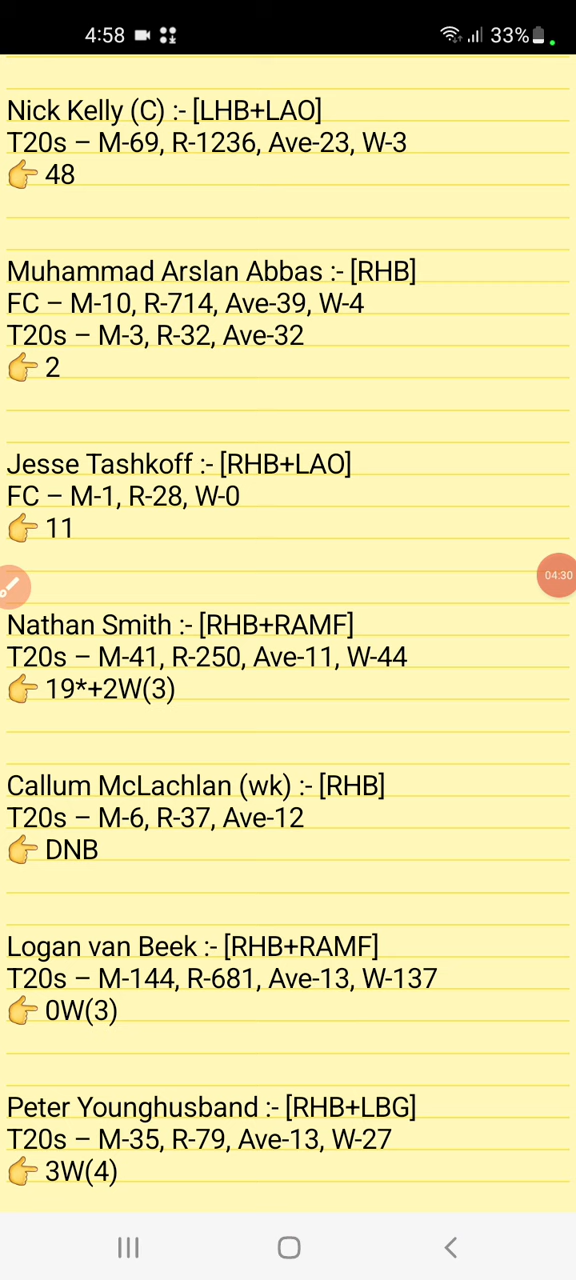 4:58
33%
Nick Kelly (C) :- [LHB+LAO]
T20s – M-69, R-1236, Ave-23, W-3
👉 48
Muhammad Arslan Abbas :- [RHB]
FC – M-10, R-714, Ave-39, W-4
T20s – M-3, R-32, Ave-32
👉 2
Jesse Tashkoff :- [RHB+LAO]
FC – M-1, R-28, W-0
👉 11
04:30
Nathan Smith :- [RHB+RAMF]
T20s – M-41, R-250, Ave-11, W-44
👉 19*+2W(3)
Callum McLachlan (wk) :- [RHB]
T20s – M-6, R-37, Ave-12
👉 DNB
Logan van Beek :- [RHB+RAMF]
T20s – M-144, R-681, Ave-13, W-137
👉 0W(3)
Peter Younghusband :- [RHB+LBG]
T20s – M-35, R-79, Ave-13, W-27
👉 3W(4)